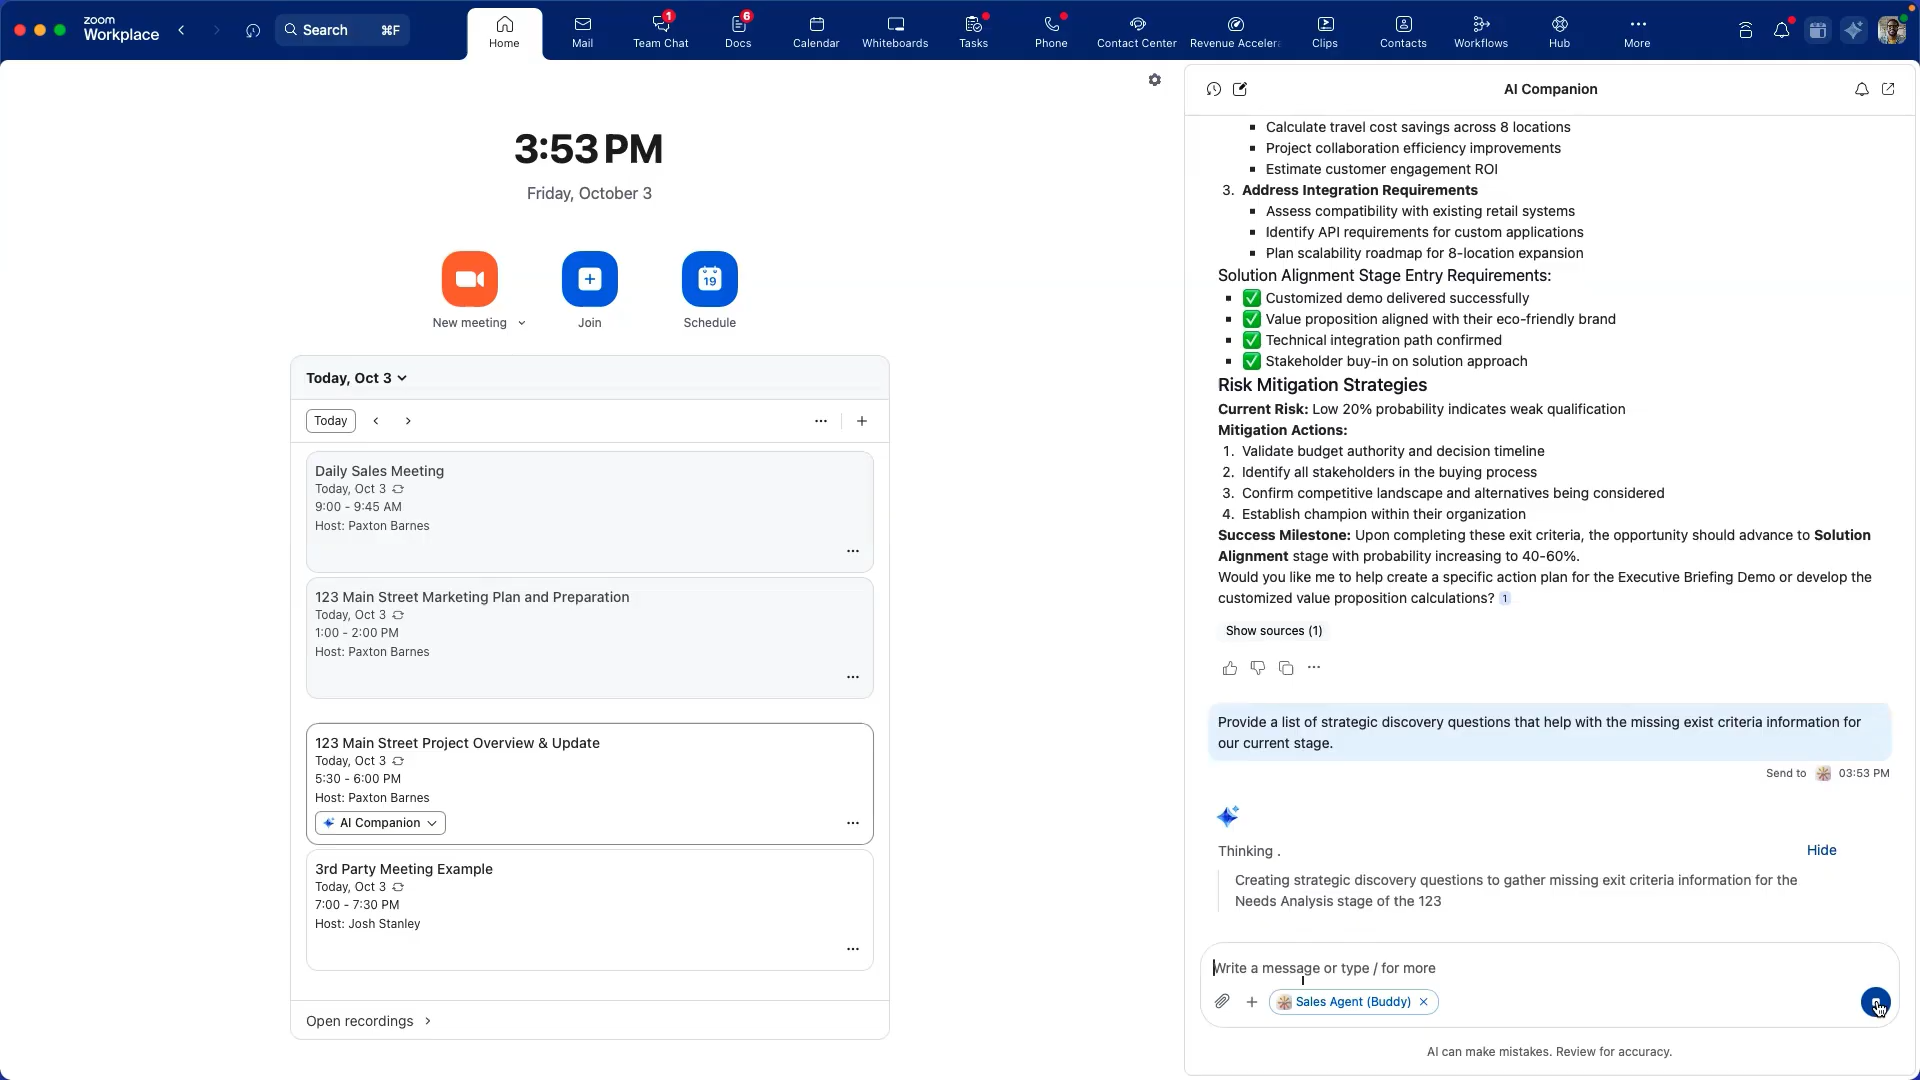 zoom
Workplace
Search ⌘F
Home
Mail
1
Team Chat
6
Docs
Calendar
Whiteboards
Tasks
Phone
Contact Center
Revenue Acceler
Clips
Contacts
Workflows
Hub
More
3:53 PM
Friday, October 3
New meeting
Join
19
Schedule
Today, Oct 3
Today
Daily Sales Meeting
Today, Oct 3
9:00 - 9:45 AM
Host: Paxton Barnes
123 Main Street Marketing Plan and Preparation
Today, Oct 3
1:00 - 2:00 PM
Host: Paxton Barnes
123 Main Street Project Overview & Update
Today, Oct 3
5:30 - 6:00 PM
Host: Paxton Barnes
AI Companion
3rd Party Meeting Example
Today, Oct 3
7:00 - 7:30 PM
Host: Josh Stanley
Open recordings
AI Companion
▪ Calculate travel cost savings across 8 locations
▪ Project collaboration efficiency improvements
▪ Estimate customer engagement ROI
3. Address Integration Requirements
▪ Assess compatibility with existing retail systems
▪ Identify API requirements for custom applications
▪ Plan scalability roadmap for 8-location expansion
Solution Alignment Stage Entry Requirements:
▪ ✅ Customized demo delivered successfully
▪ ✅ Value proposition aligned with their eco-friendly brand
▪ ✅ Technical integration path confirmed
▪ ✅ Stakeholder buy-in on solution approach
Risk Mitigation Strategies
Current Risk: Low 20% probability indicates weak qualification
Mitigation Actions:
1. Validate budget authority and decision timeline
2. Identify all stakeholders in the buying process
3. Confirm competitive landscape and alternatives being considered
4. Establish champion within their organization
Success Milestone: Upon completing these exit criteria, the opportunity should advance to Solution
Alignment stage with probability increasing to 40-60%.
Would you like me to help create a specific action plan for the Executive Briefing Demo or develop the
customized value proposition calculations? 1
Show sources (1)
Provide a list of strategic discovery questions that help with the missing exist criteria information for
our current stage.
Send to 03:53 PM
Thinking .
Hide
Creating strategic discovery questions to gather missing exit criteria information for the
Needs Analysis stage of the 123
Write a message or type / for more
Sales Agent (Buddy)
AI can make mistakes. Review for accuracy.